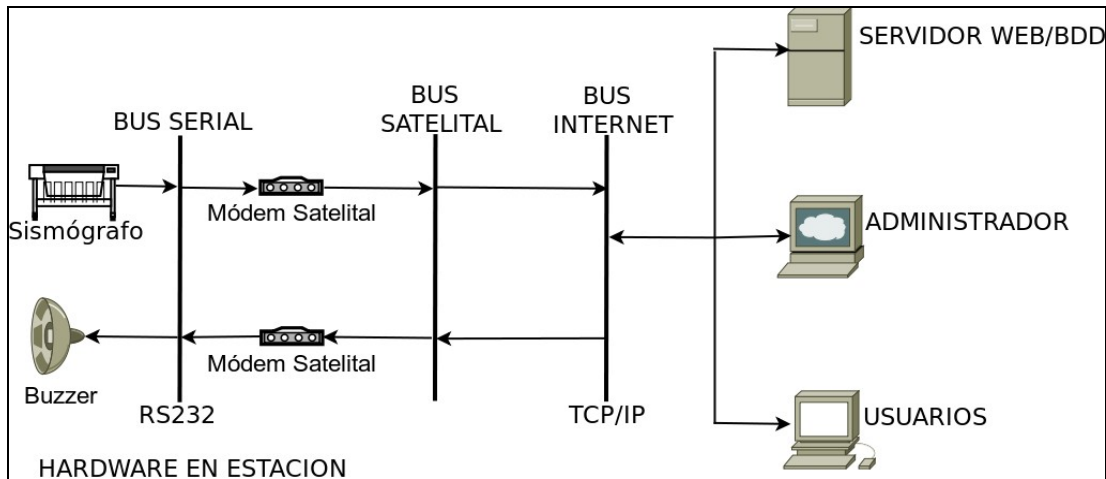 SERVIDOR WEB/BDD
BUS SERIAL
BUS
SATELITAL
BUS
INTERNET
Sismógrafo
Módem Satelital
ADMINISTRADOR
Buzzer
Módem Satelital
RS232
TCP/IP
USUARIOS
HARDWARE EN ESTACION